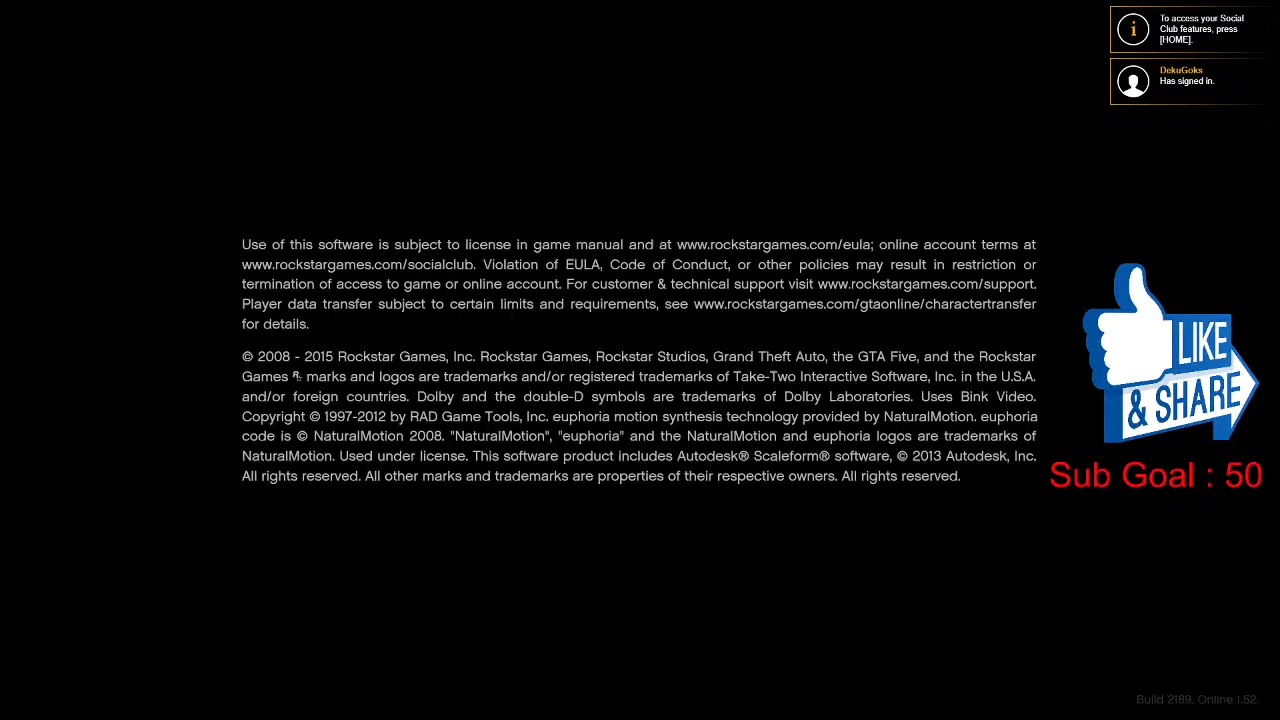 To access your Social
Club features, press
[HOME].
DekuGoks
Has signed in.
Use of this software is subject to license in game manual and at www.rockstargames.com/eula; online account terms at
www.rockstargames.com/socialclub. Violation of EULA, Code of Conduct, or other policies may result in restriction or
termination of access to game or online account. For customer & technical support visit www.rockstargames.com/support.
Player data transfer subject to certain limits and requirements, see www.rockstargames.com/gtaonline/charactertransfer
for details.
© 2008 - 2015 Rockstar Games, Inc. Rockstar Games, Rockstar Studios, Grand Theft Auto, the GTA Five, and the Rockstar
Games R* marks and logos are trademarks and/or registered trademarks of Take-Two Interactive Software, Inc. in the U.S.A.
and/or foreign countries. Dolby and the double-D symbols are trademarks of Dolby Laboratories. Uses Bink Video.
Copyright © 1997-2012 by RAD Game Tools, Inc. euphoria motion synthesis technology provided by NaturalMotion. euphoria
code is © NaturalMotion 2008. "NaturalMotion", "euphoria" and the NaturalMotion and euphoria logos are trademarks of
NaturalMotion. Used under license. This software product includes Autodesk® Scaleform® software, © 2013 Autodesk, Inc.
All rights reserved. All other marks and trademarks are properties of their respective owners. All rights reserved.
LIKE
& SHARE
Sub Goal : 50
Build 2189, Online 1.52.